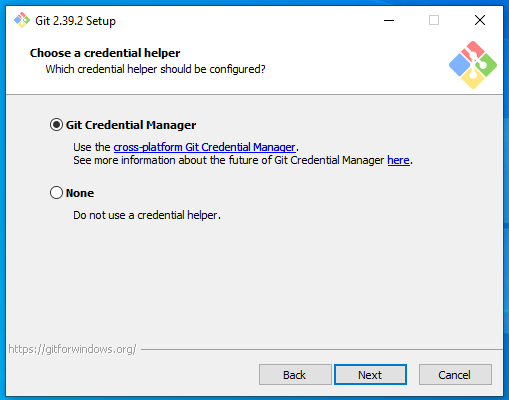 Git 2.39.2 Setup
Choose a credential helper
Which credential helper should be configured?
Git Credential Manager
Use the cross-platform Git Credential Manager.
See more information about the future of Git Credential Manager here.
None
Do not use a credential helper.
https://gitforwindows.org/
Back Next Cancel